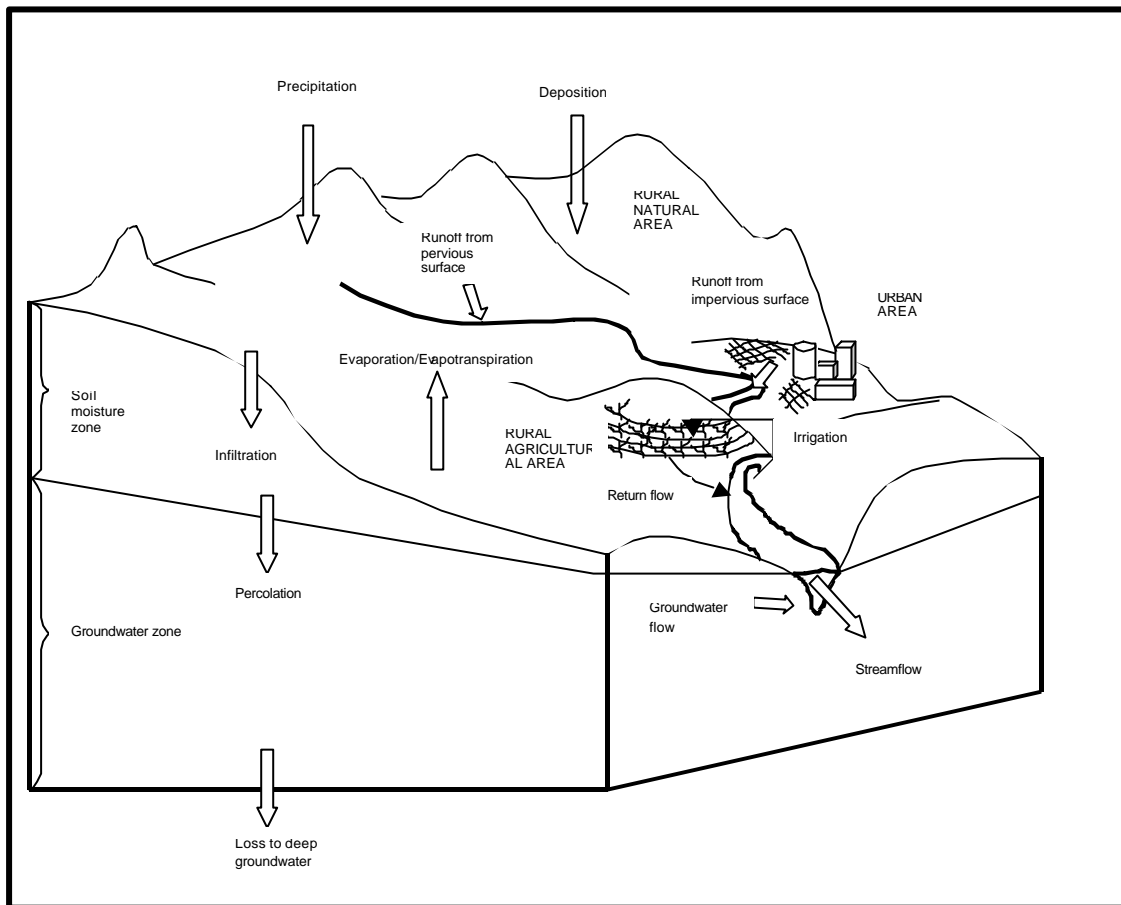 Precipitation
Deposition
RURAL
NATURAL
AREA
Runoff from
pervious
surface
Runoff from
impervious surface
URBAN
AREA
Evaporation/Evapotranspiration
Soil
moisture
zone
Infiltration
RURAL
AGRICULTUR
AL AREA
Irrigation
Return flow
Percolation
Groundwater
flow
Groundwater zone
Streamflow
Loss to deep
groundwater